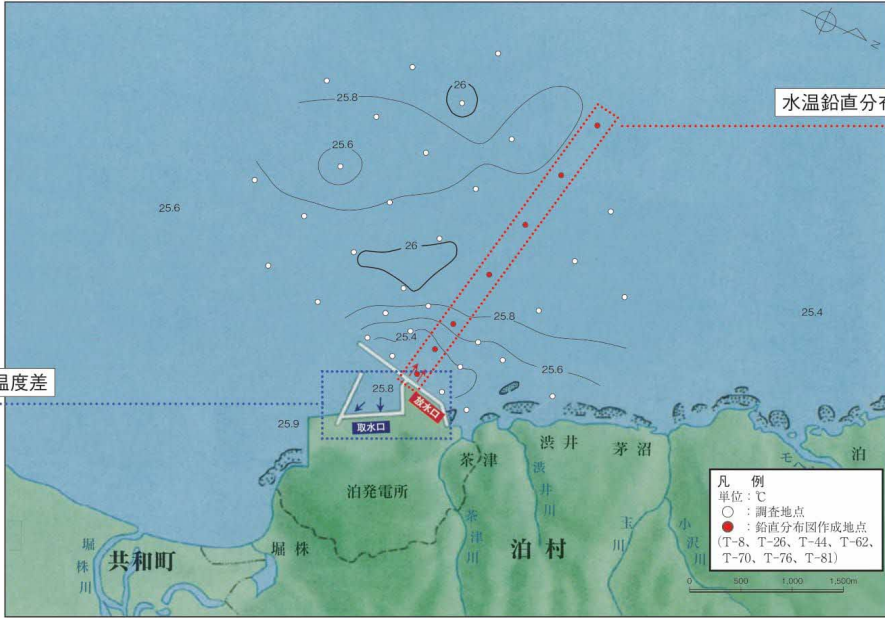 N
26
25.8
水温鉛直分布
25.6
25.6
26
25.8
25.4
25.4
温度差
25.8
25.6
25.9
放水口
取水口
渋井
茅沼
茶津
泊
モ
渋井川
泊発電所
茶津川
玉川
小沢川
堀株
泊村
堀株川
共和町
凡 例
単位：℃
○ ：調査地点
● ：鉛直分布図作成地点
(T-8、T-26、T-44、T-62、
T-70、T-76、T-81)
0 500 1,000 1,500m